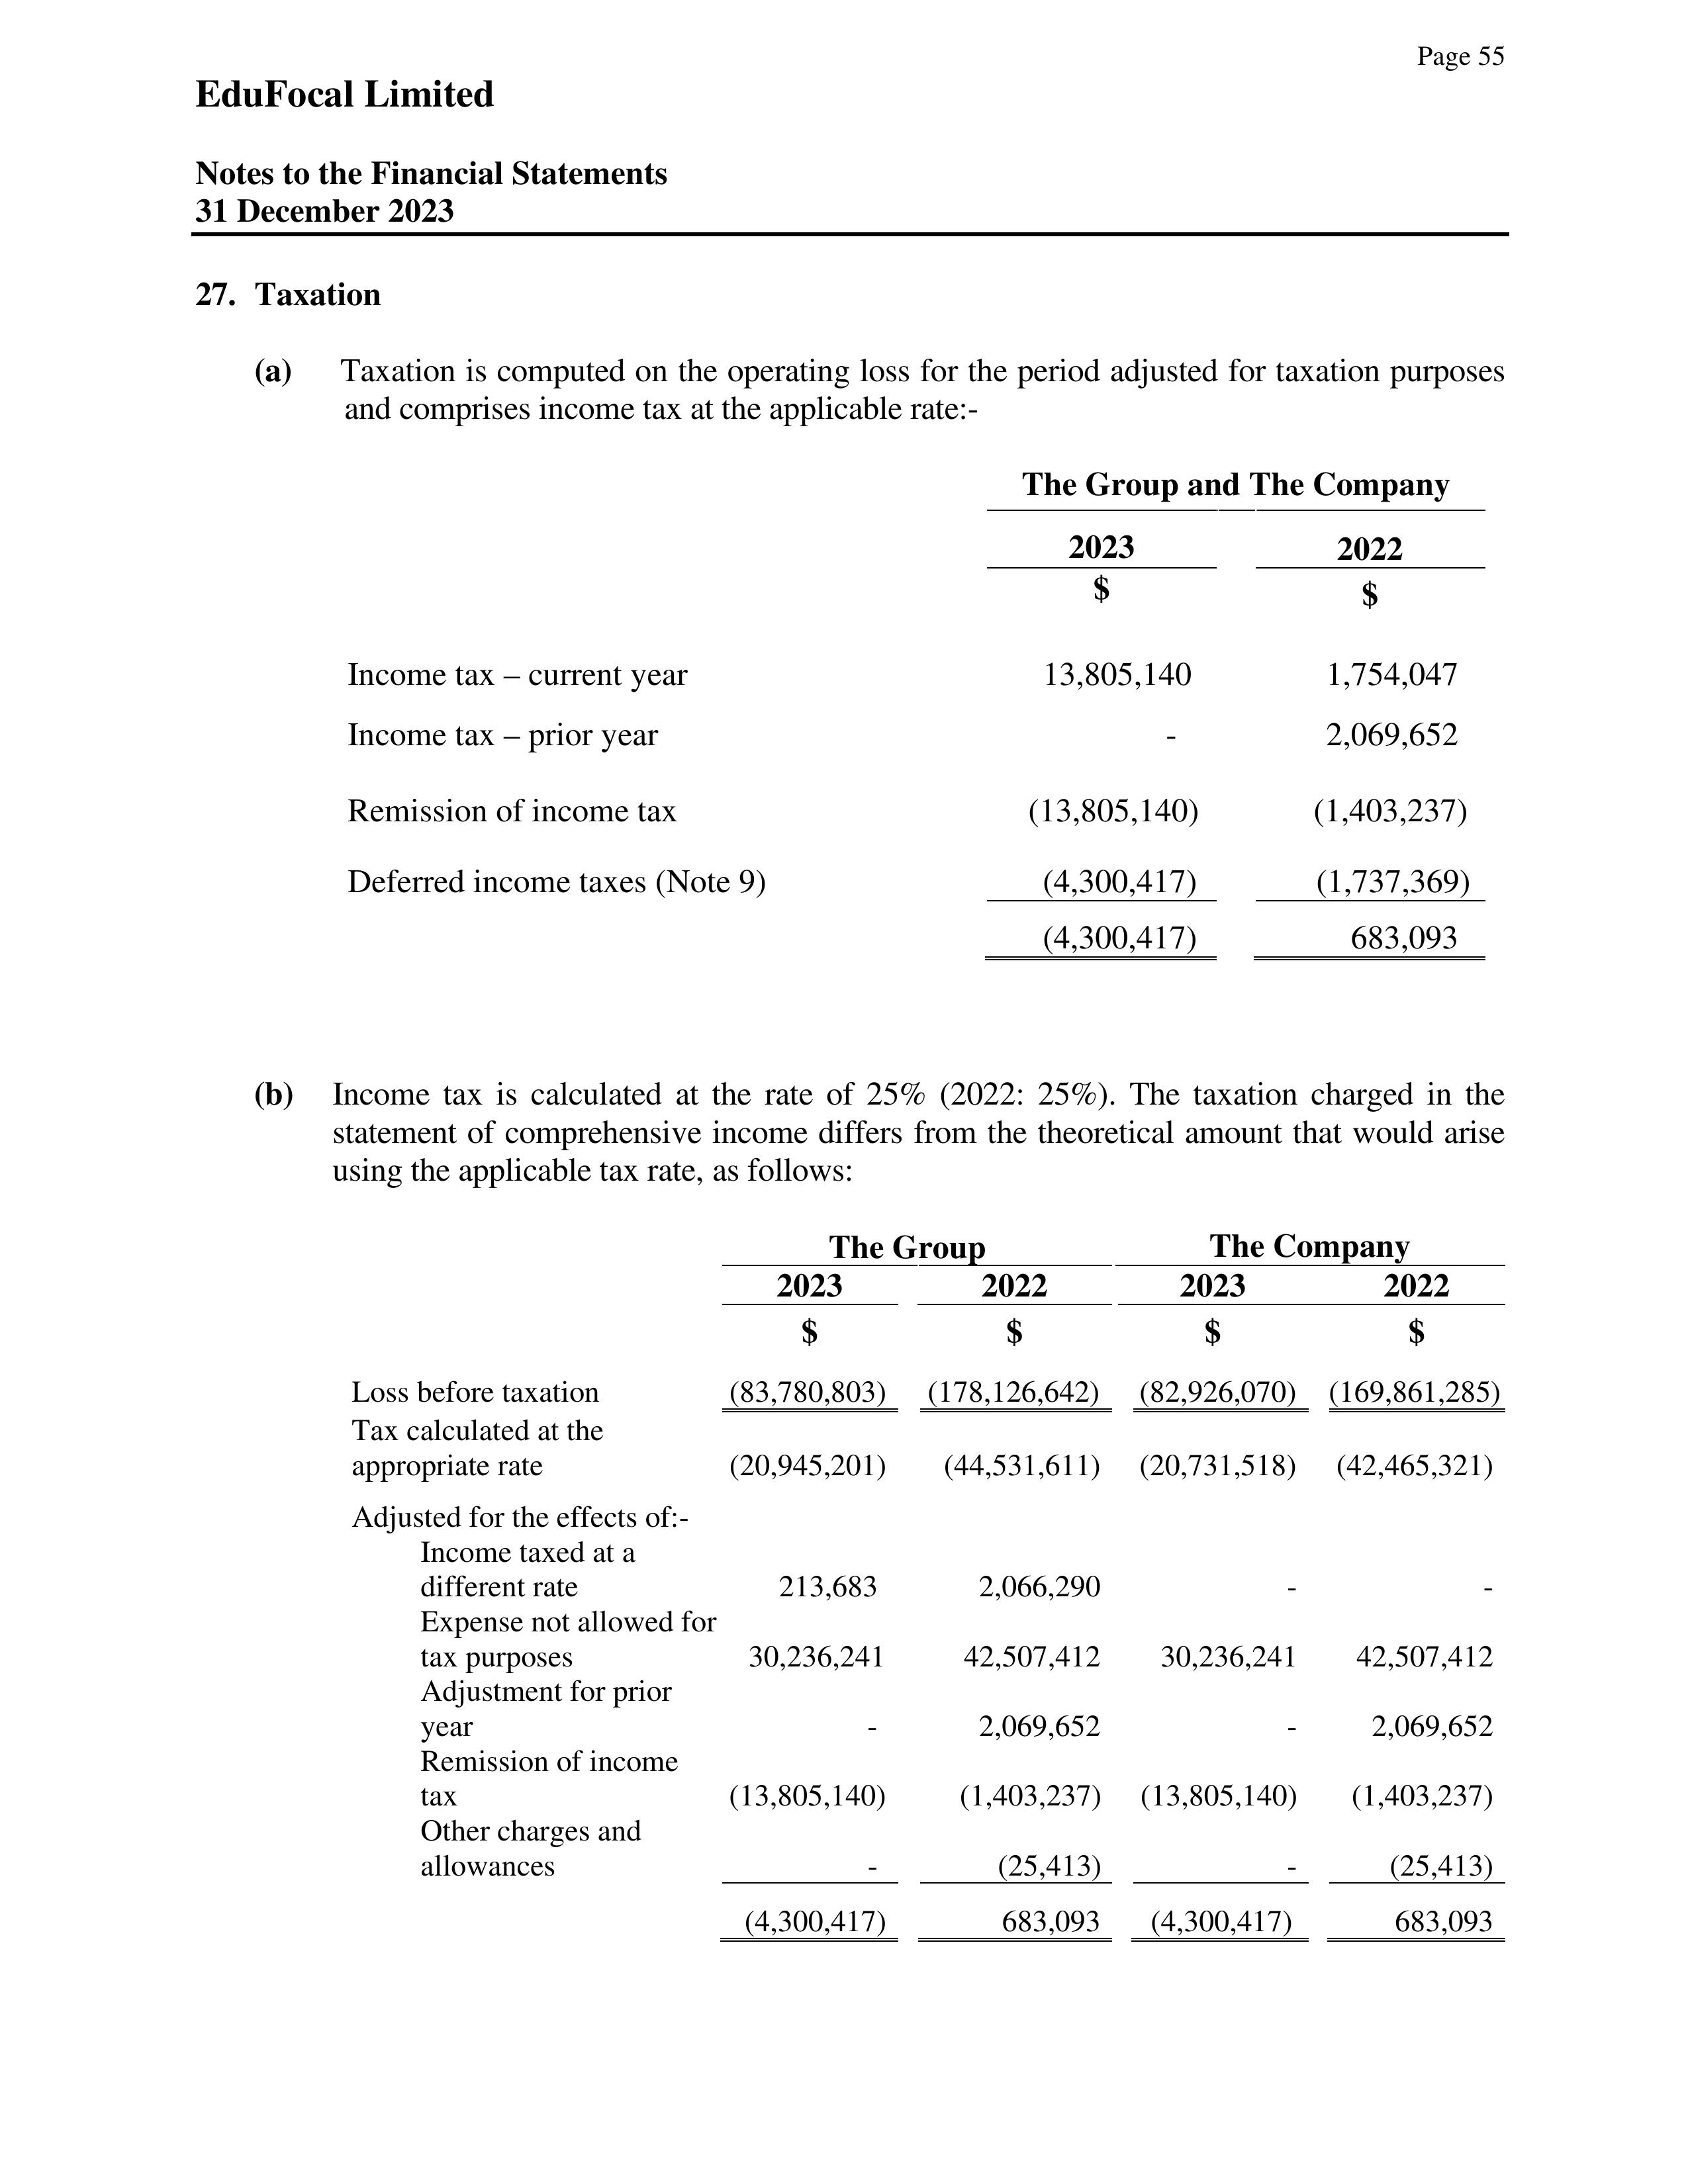 Page 55
EduFocal Limited
Notes to the Financial Statements
31 December 2023
27. Taxation
(a) Taxation is computed on the operating loss for the period adjusted for taxation purposes
and comprises income tax at the applicable rate:-
The Group and The Company
2023 2022
$ $
Income tax – current year 13,805,140 1,754,047
Income tax – prior year - 2,069,652
Remission of income tax (13,805,140) (1,403,237)
Deferred income taxes (Note 9) (4,300,417) (1,737,369)
(4,300,417) 683,093
(b) Income tax is calculated at the rate of 25% (2022: 25%). The taxation charged in the
statement of comprehensive income differs from the theoretical amount that would arise
using the applicable tax rate, as follows:
The Group The Company
2023 2022 2023 2022
$ $ $ $
Loss before taxation (83,780,803) (178,126,642) (82,926,070) (169,861,285)
Tax calculated at the
appropriate rate (20,945,201) (44,531,611) (20,731,518) (42,465,321)
Adjusted for the effects of:-
Income taxed at a
different rate 213,683 2,066,290 - -
Expense not allowed for
tax purposes 30,236,241 42,507,412 30,236,241 42,507,412
Adjustment for prior
year - 2,069,652 - 2,069,652
Remission of income
tax (13,805,140) (1,403,237) (13,805,140) (1,403,237)
Other charges and
allowances - (25,413) - (25,413)
(4,300,417) 683,093 (4,300,417) 683,093